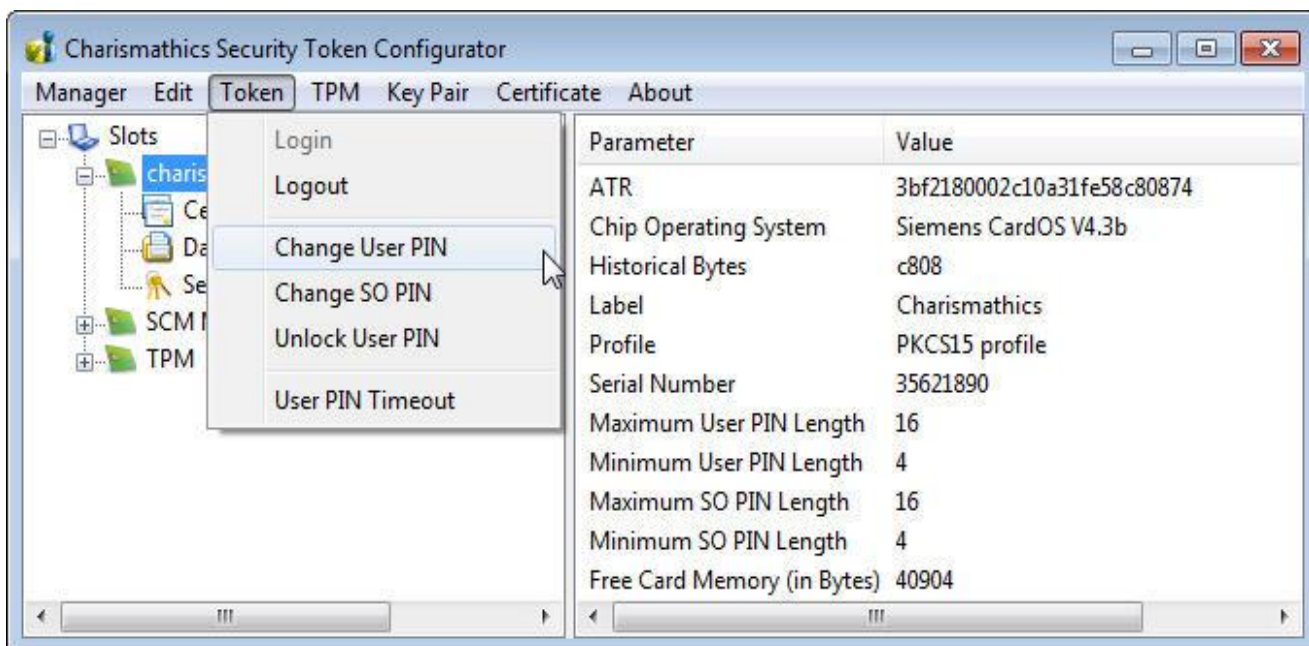 Charismathics Security Token Configurator
Manager Edit Token TPM Key Pair Certificate About
Slots
charis
Ce
Da
Se
SCM
TPM
Login
Logout
Change User PIN
Change SO PIN
Unlock User PIN
User PIN Timeout
Parameter Value
ATR 3bf2180002c10a31fe58c80874
Chip Operating System Siemens CardOS V4.3b
Historical Bytes c808
Label Charismathics
Profile PKCS15 profile
Serial Number 35621890
Maximum User PIN Length 16
Minimum User PIN Length 4
Maximum SO PIN Length 16
Minimum SO PIN Length 4
Free Card Memory (in Bytes) 40904